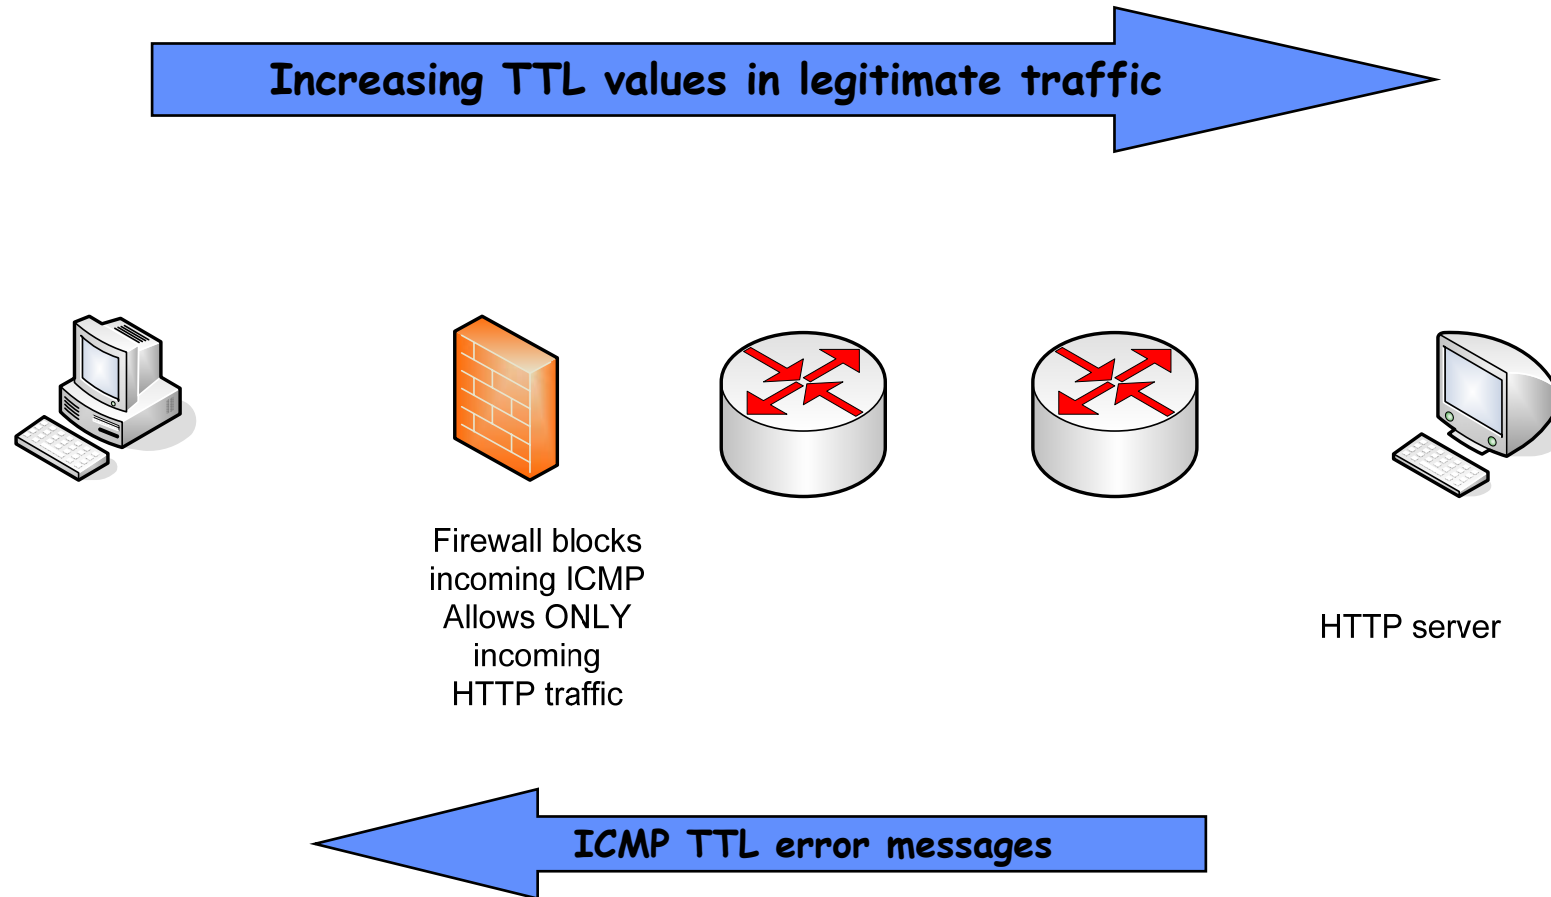 Increasing TTL values in legitimate traffic
Firewall blocks
incoming ICMP
Allows ONLY
incoming
HTTP traffic
HTTP server
ICMP TTL error messages